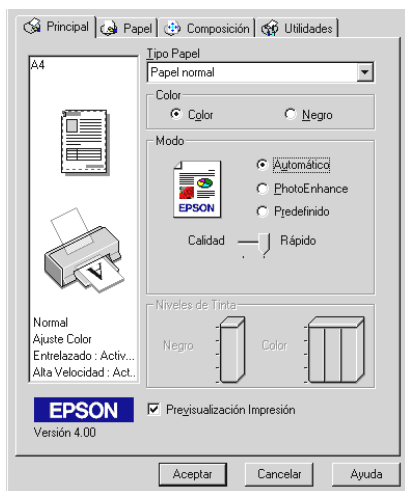 Principal Papel Composición Utilidades
A4
Tipo Papel
Papel normal
Color
Color Negro
Modo
Automático
PhotoEnhance
Predefinido
EPSON
Calidad Rápido
A
Normal
Ajuste Color
Entrelazado : Activ...
Alta Velocidad : Act..
Niveles de Tinta
Negro Color
EPSON
Versión 4.00
Previsualización Impresión
Aceptar Cancelar Ayuda